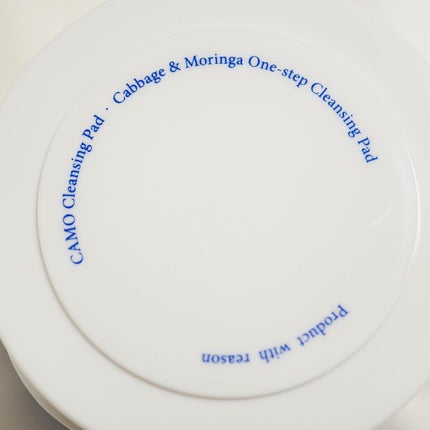 CAMO Cleansing Pad · Cabbage & Moringa One-step Cleansing Pad
Product with reason